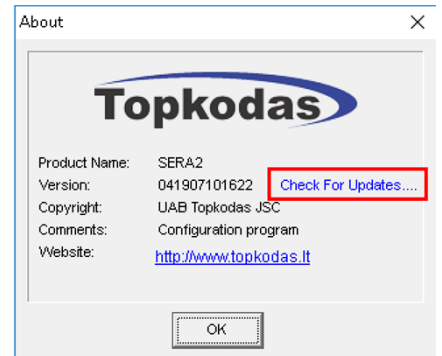 About
Topkodas
Product Name: SERA2
Version: 041907101622 Check For Updates....
Copyright: UAB Topkodas JSC
Comments: Configuration program
Website: http://www.topkodas.lt
OK